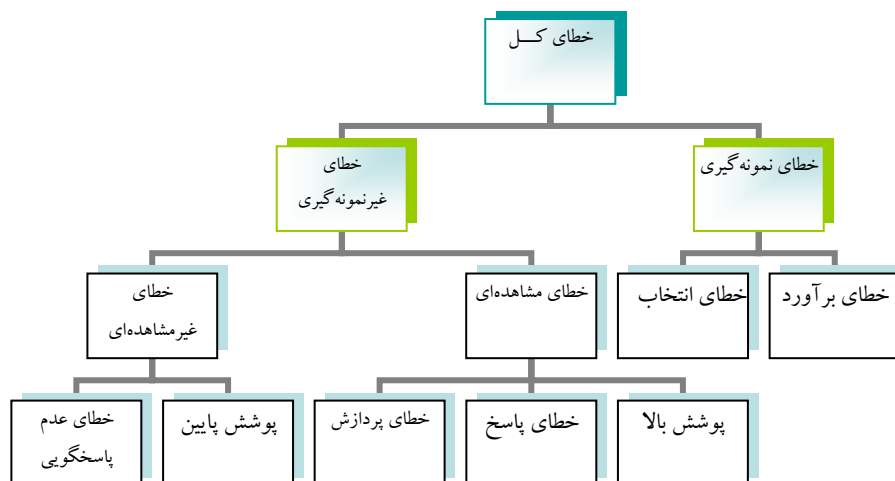 خطای کـــل
خطای نمونه‌گیری
خطای
غیرنمونه‌گیری
خطای برآورد
خطای انتخاب
خطای مشاهده‌ای
خطای
غیرمشاهده‌ای
پوشش بالا
خطای پاسخ
خطای پردازش
پوشش پایین
خطای عدم
پاسخگویی